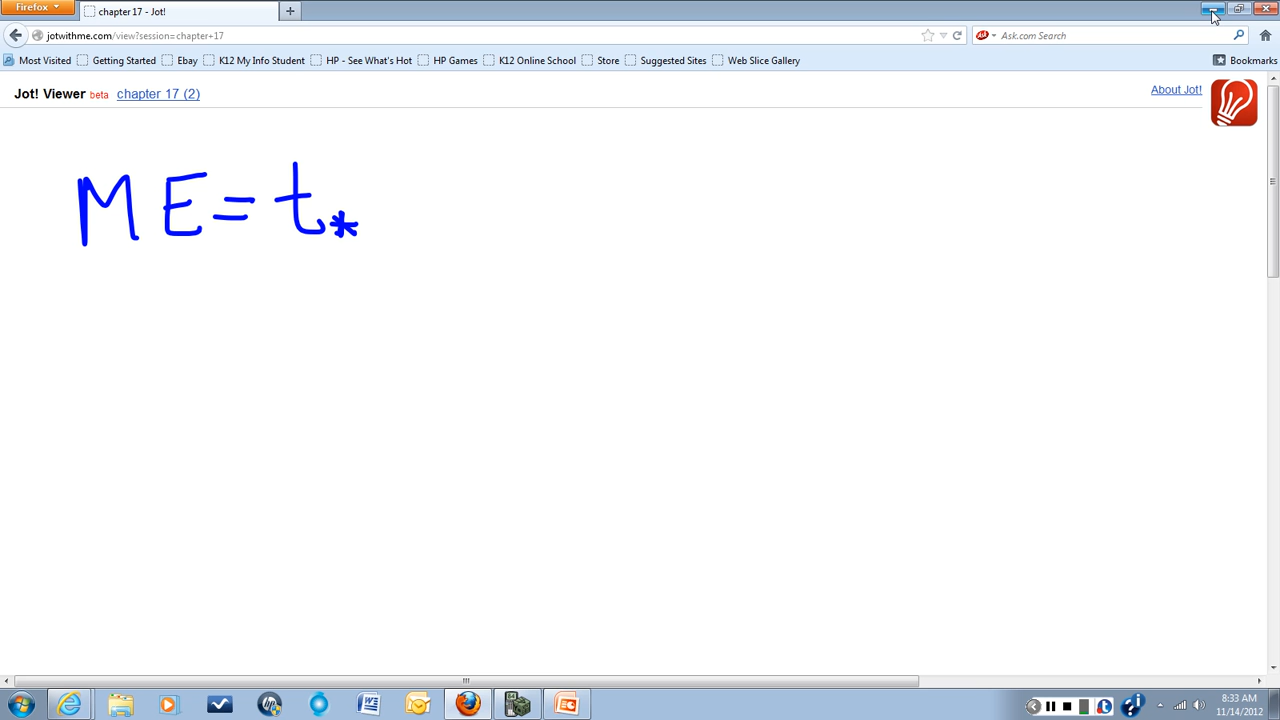 Firefox
chapter 17 - Jot!
jotwithme.com/view?session=chapter+17
Ask.com Search
Most Visited Getting Started Ebay K12 My Info Student HP - See What's Hot HP Games K12 Online School Store Suggested Sites Web Slice Gallery Bookmarks
Jot! Viewer beta chapter 17 (2) About Jot!
M E = t*
8:33 AM
11/14/2012